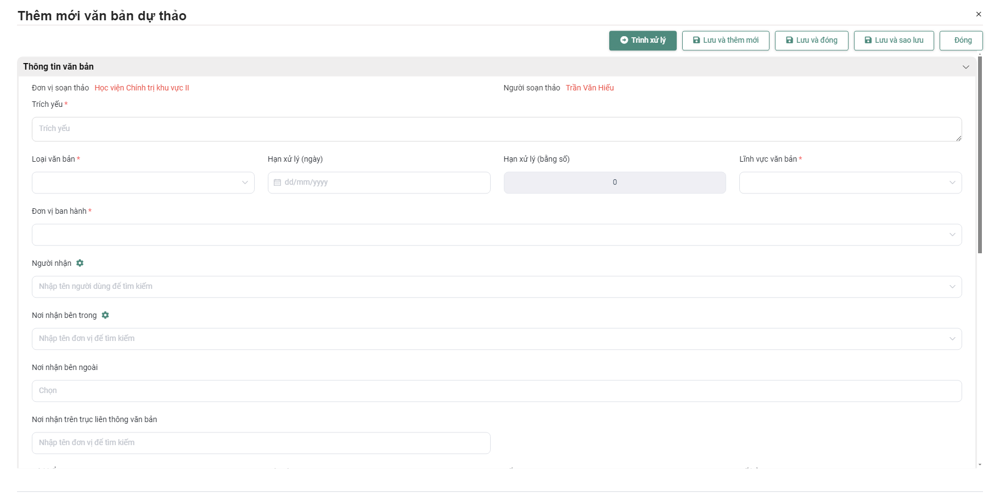 Thêm mới văn bản dự thảo
Trình xử lý Lưu và thêm mới Lưu và đóng Lưu và sao lưu Đóng
Thông tin văn bản
Đơn vị soạn thảo Học viện Chính trị khu vực II Người soạn thảo Trần Văn Hiếu
Trích yếu *
Trích yếu
Loại văn bản * Hạn xử lý (ngày) Hạn xử lý (bằng số) Lĩnh vực văn bản *
dd/mm/yyyy 0
Đơn vị ban hành *
Người nhận
Nhập tên người dùng để tìm kiếm
Nơi nhận bên trong
Nhập tên đơn vị để tìm kiếm
Nơi nhận bên ngoài
Chọn
Nơi nhận trên trục liên thông văn bản
Nhập tên đơn vị để tìm kiếm